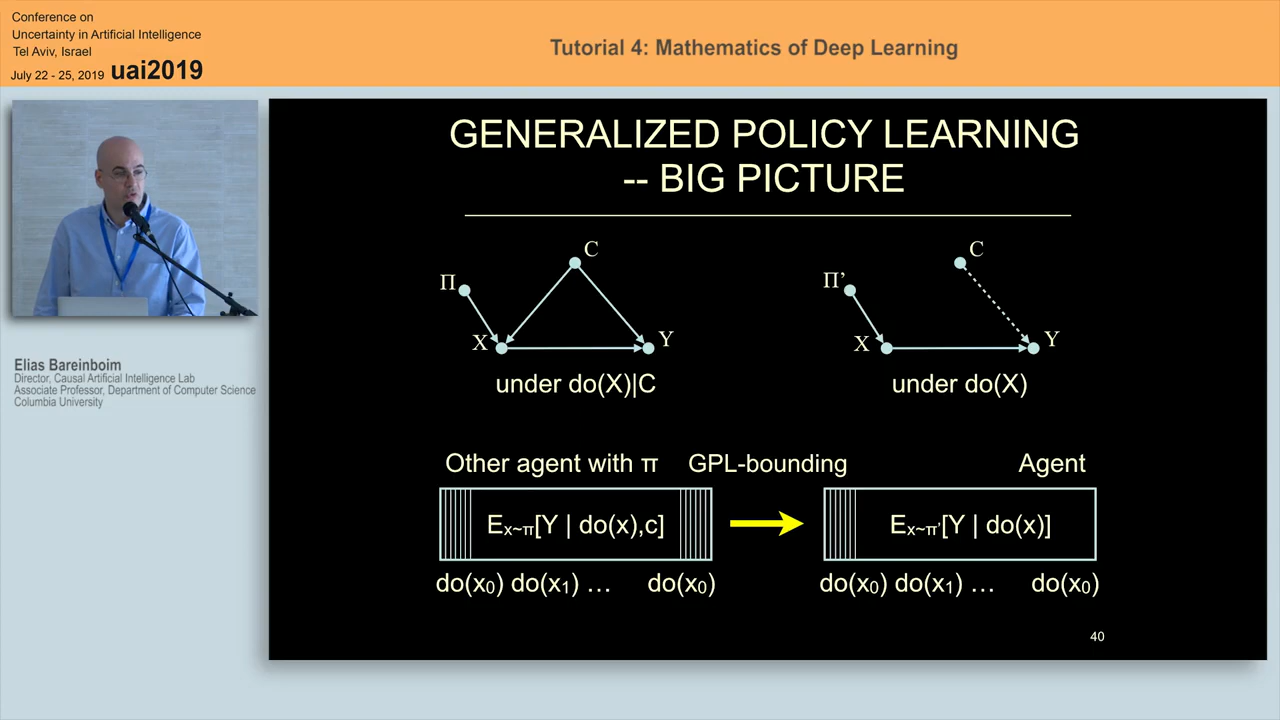 Conference on
Uncertainty in Artificial Intelligence
Tel Aviv, Israel
July 22 - 25, 2019 uai2019
Tutorial 4: Mathematics of Deep Learning
Elias Bareinboim
Director, Causal Artificial Intelligence Lab
Associate Professor, Department of Computer Science
Columbia University
GENERALIZED POLICY LEARNING
-- BIG PICTURE
C
Π
X
Y
under do(X)|C
C
Π’
X
Y
under do(X)
Other agent with π
GPL-bounding
Agent
Ex~π[Y | do(x),c]
Ex~π’[Y | do(x)]
do(x₀) do(x₁) … do(x₀)
do(x₀) do(x₁) … do(x₀)
40